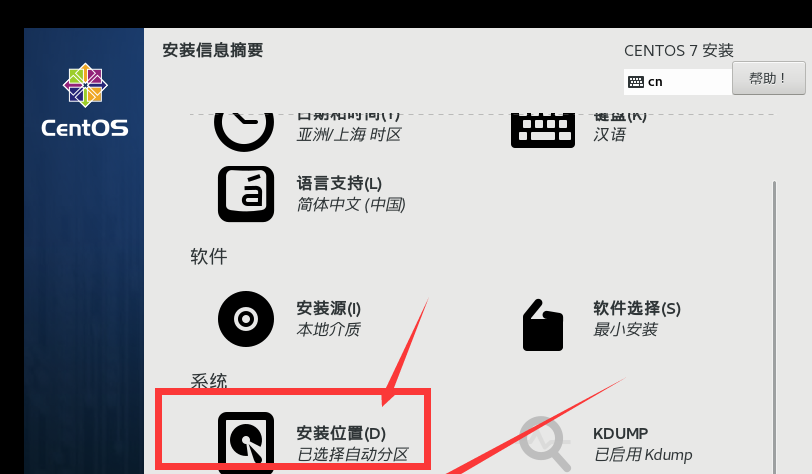 安装信息摘要
CENTOS 7 安装
cn
帮助！
CentOS
日期和时间(T)
亚洲/上海 时区
键盘(K)
汉语
á
语言支持(L)
简体中文 (中国)
软件
安装源(I)
本地介质
软件选择(S)
最小安装
系统
安装位置(D)
已选择自动分区
KDUMP
已启用 Kdump